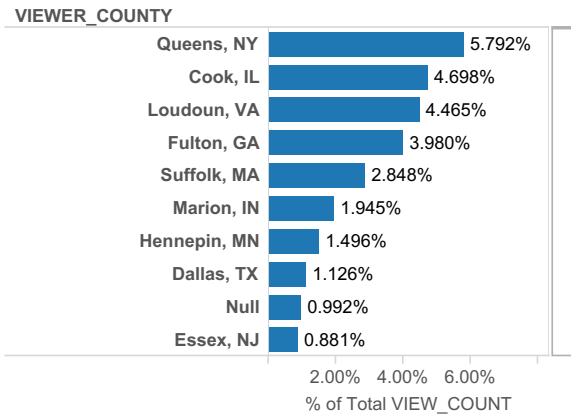 VIEWER_COUNTY
Queens, NY 5.792%
Cook, IL 4.698%
Loudoun, VA 4.465%
Fulton, GA 3.980%
Suffolk, MA 2.848%
Marion, IN 1.945%
Hennepin, MN 1.496%
Dallas, TX 1.126%
Null 0.992%
Essex, NJ 0.881%
2.00% 4.00% 6.00%
% of Total VIEW_COUNT